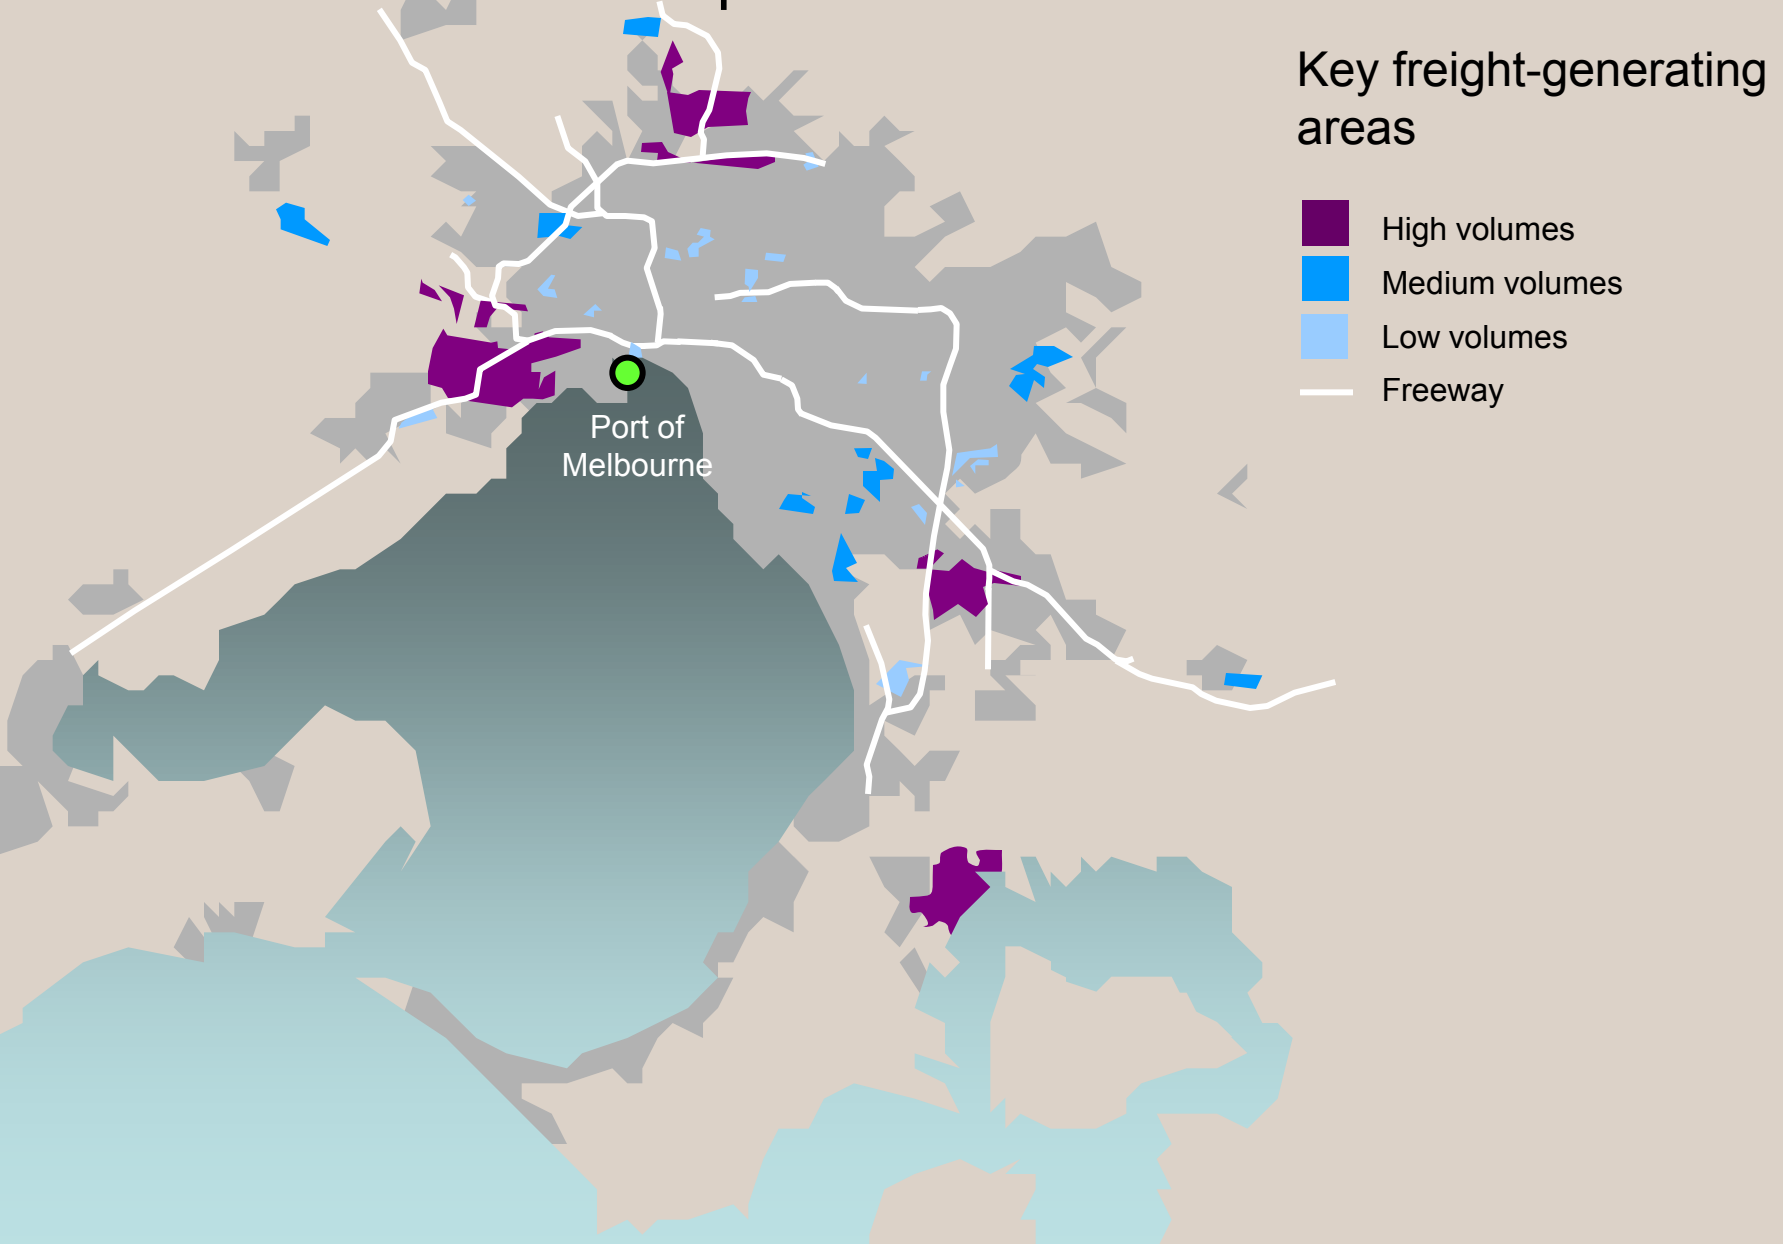 Key freight-generating
areas
High volumes
Medium volumes
Low volumes
Freeway
Port of
Melbourne